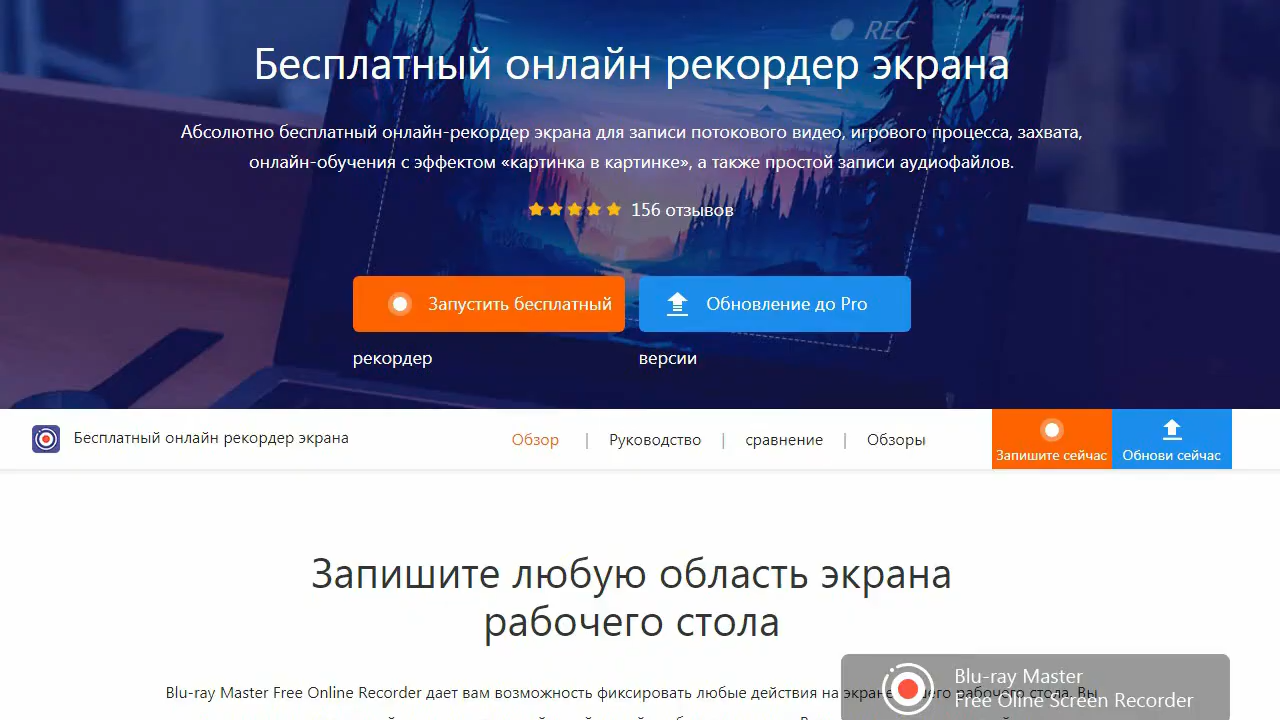 REC
Бесплатный онлайн рекордер экрана
Абсолютно бесплатный онлайн-рекордер экрана для записи потокового видео, игрового процесса, захвата,
онлайн-обучения с эффектом «картинка в картинке», а также простой записи аудиофайлов.
156 отзывов
Запустить бесплатный
рекордер
Обновление до Pro
версии
Бесплатный онлайн рекордер экрана
Обзор | Руководство | сравнение | Обзоры
Запишите сейчас
Обнови сейчас
Запишите любую область экрана
рабочего стола
Blu-ray Master Free Online Recorder дает вам возможность фиксировать любые действия на экране рабочего стола. Вы
Blu-ray Master
Free Oline Screen Recorder